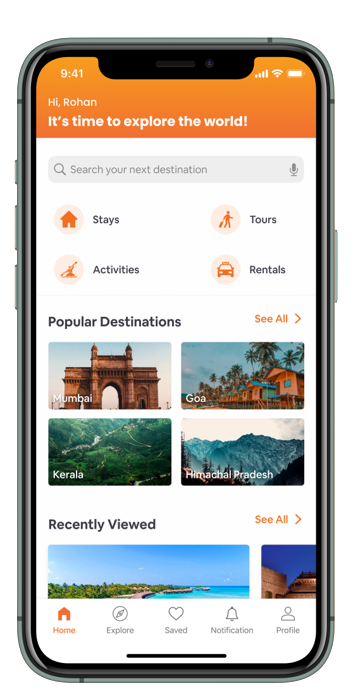 9:41
Hi, Rohan
It's time to explore the world!
Search your next destination
Stays
Tours
Activities
Rentals
Popular Destinations
See All
Mumbai
Goa
Kerala
Himachal Pradesh
Recently Viewed
See All
Home
Explore
Saved
Notification
Profile